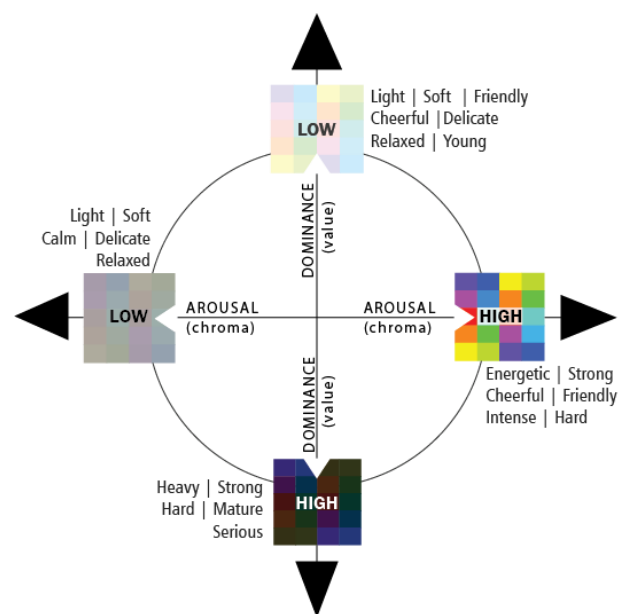 Light | Soft | Friendly
Cheerful |Delicate
Relaxed | Young
LOW
DOMINANCE
(value)
Light | Soft
Calm | Delicate
Relaxed
LOW
AROUSAL
(chroma)
AROUSAL
(chroma)
HIGH
Energetic | Strong
Cheerful | Friendly
Intense | Hard
DOMINANCE
(value)
Heavy | Strong
Hard | Mature
Serious
HIGH